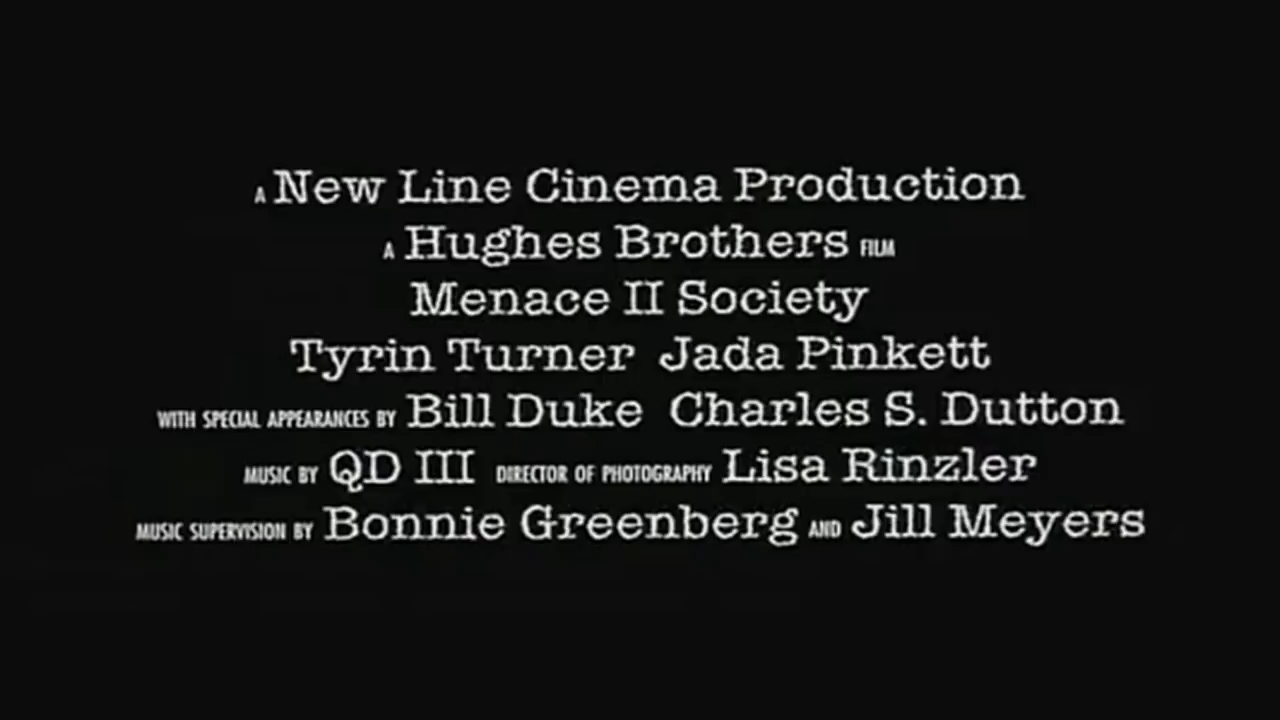 A New Line Cinema Production
A Hughes Brothers FILM
Menace II Society
Tyrin Turner Jada Pinkett
WITH SPECIAL APPEARANCES BY Bill Duke Charles S. Dutton
MUSIC BY QD III DIRECTOR OF PHOTOGRAPHY Lisa Rinzler
MUSIC SUPERVISION BY Bonnie Greenberg AND Jill Meyers